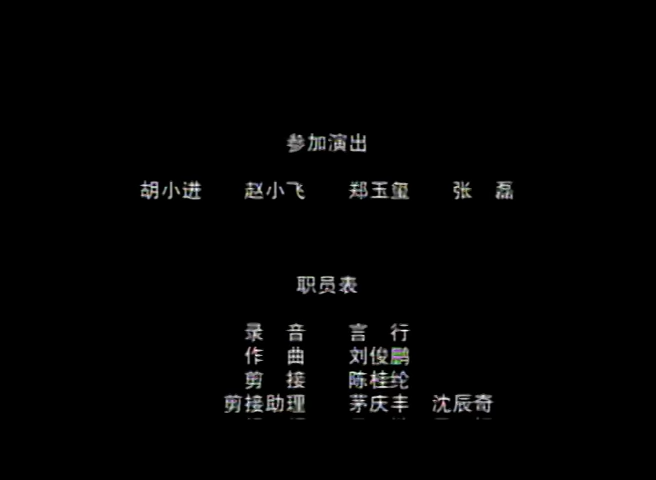 参加演出
胡小进 赵小飞 郑玉玺 张 磊
职员表
录 音 言 行
作 曲 刘俊鹏
剪 接 陈桂纶
剪接助理 茅庆丰 沈辰奇